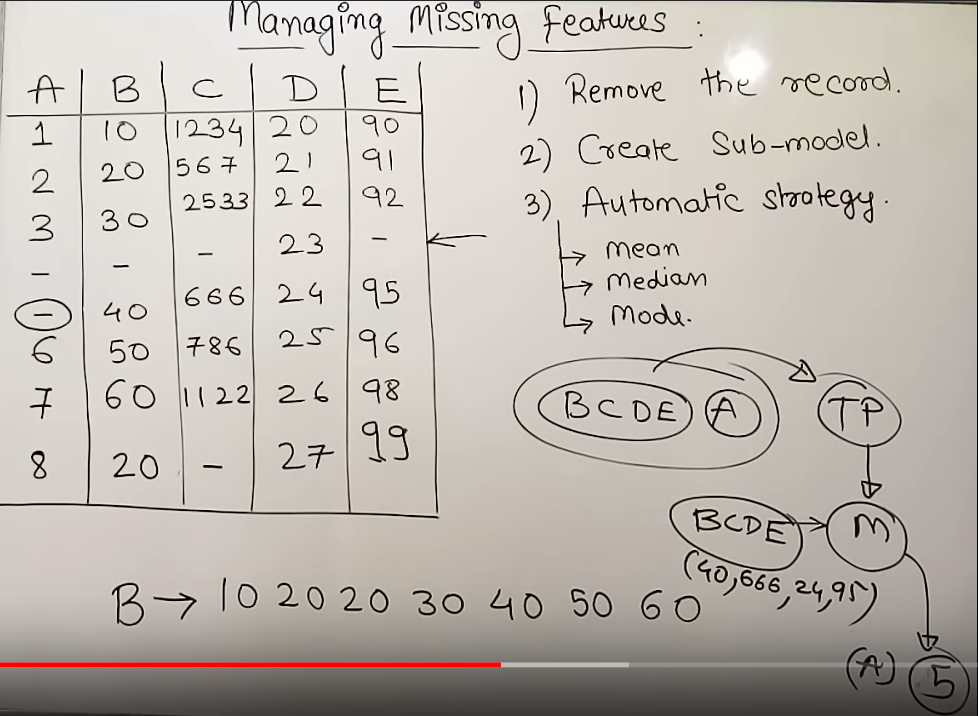 Managing Missing Features :
A B C D E
1 10 1234 20 90
2 20 567 21 91
3 30 2533 22 92
- - - 23 -
- 40 666 24 95
6 50 786 25 96
7 60 1122 26 98
8 20 - 27 99
1) Remove the record.
2) Create Sub-model.
3) Automatic strategy.
→ mean
→ median
→ Mode.
BCDE A
TP
BCDE → M
(40,666,24,95)
B → 10 20 20 30 40 50 60
(A) 5